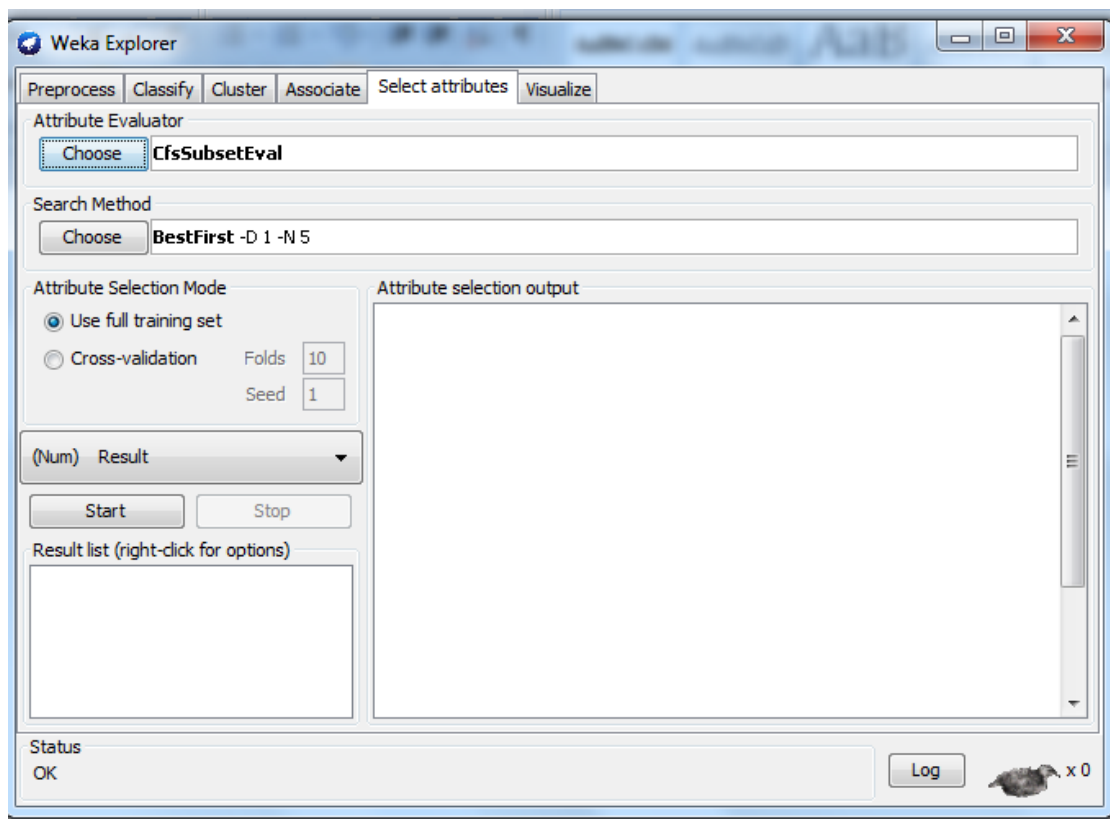 Weka Explorer
Preprocess Classify Cluster Associate Select attributes Visualize
Attribute Evaluator
Choose CfsSubsetEval
Search Method
Choose BestFirst -D 1 -N 5
Attribute Selection Mode
Use full training set
Cross-validation Folds 10
Seed 1
(Num) Result
Start Stop
Result list (right-click for options)
Attribute selection output
Status
OK
Log x 0